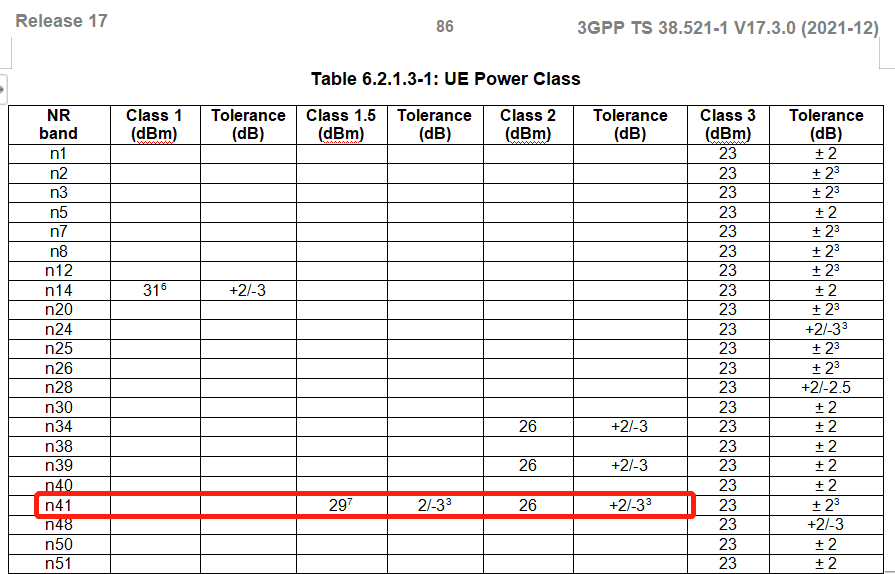 Release 17 86 3GPP TS 38.521-1 V17.3.0 (2021-12)
Table 6.2.1.3-1: UE Power Class
NR band Class 1 (dBm) Tolerance (dB) Class 1.5 (dBm) Tolerance (dB) Class 2 (dBm) Tolerance (dB) Class 3 (dBm) Tolerance (dB)
n1 23 ± 2
n2 23 ± 2³
n3 23 ± 2³
n5 23 ± 2
n7 23 ± 2³
n8 23 ± 2³
n12 23 ± 2³
n14 31⁶ +2/-3 23 ± 2
n20 23 ± 2³
n24 23 +2/-3³
n25 23 ± 2³
n26 23 ± 2³
n28 23 +2/-2.5
n30 23 ± 2
n34 26 +2/-3 23 ± 2
n38 23 ± 2
n39 26 +2/-3 23 ± 2
n40 23 ± 2
n41 29⁷ 2/-3³ 26 +2/-3³ 23 ± 2³
n48 23 +2/-3
n50 23 ± 2
n51 23 ± 2